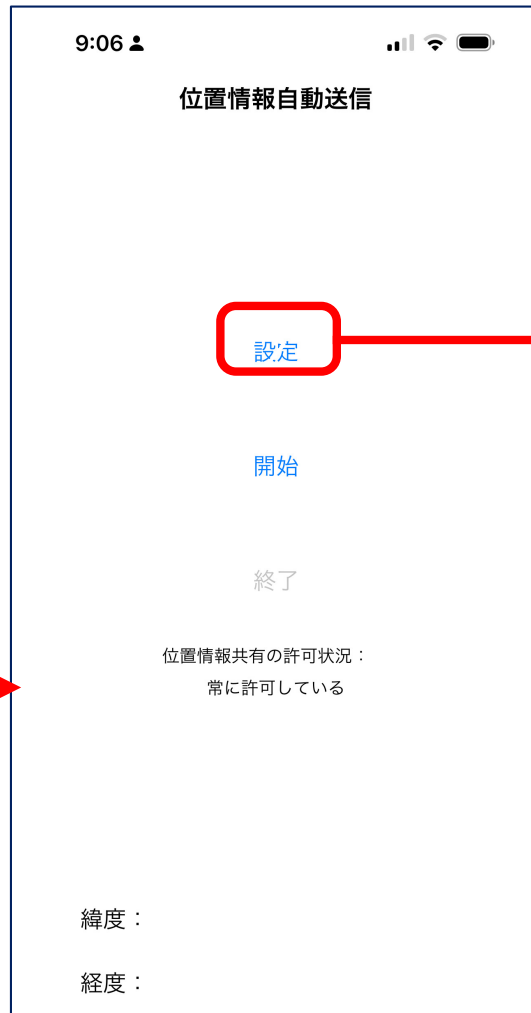 9:06
位置情報自動送信
設定
開始
終了
位置情報共有の許可状況：
常に許可している
緯度：
経度：